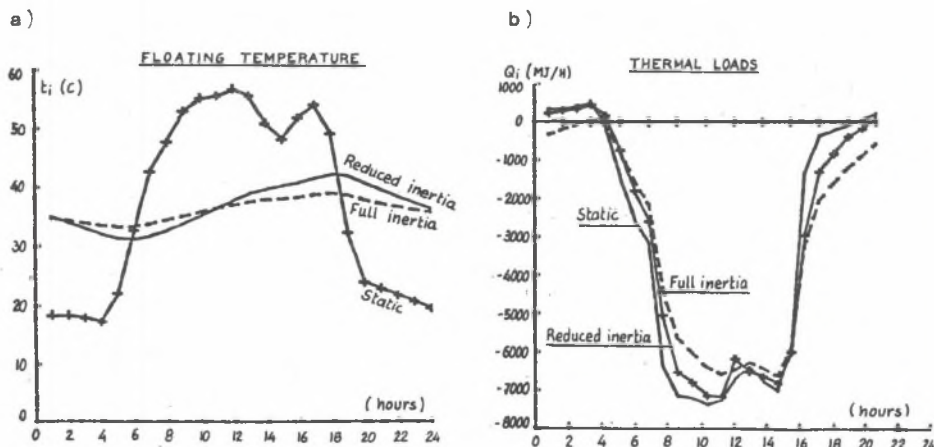 a)
FLOATING TEMPERATURE
60
ti (C)
50
40
30
20
10
0
Reduced inertia
Full inertia
Static
(hours)
0 2 4 6 8 10 12 14 16 18 20 22 24
b)
Qi (MJ/H)
THERMAL LOADS
1000
0
-1000
-2000
-3000
-4000
-5000
-6000
-7000
-8000
Static
Full inertia
Reduced inertia
(hours)
0 2 4 6 8 10 12 14 16 18 20 22 24